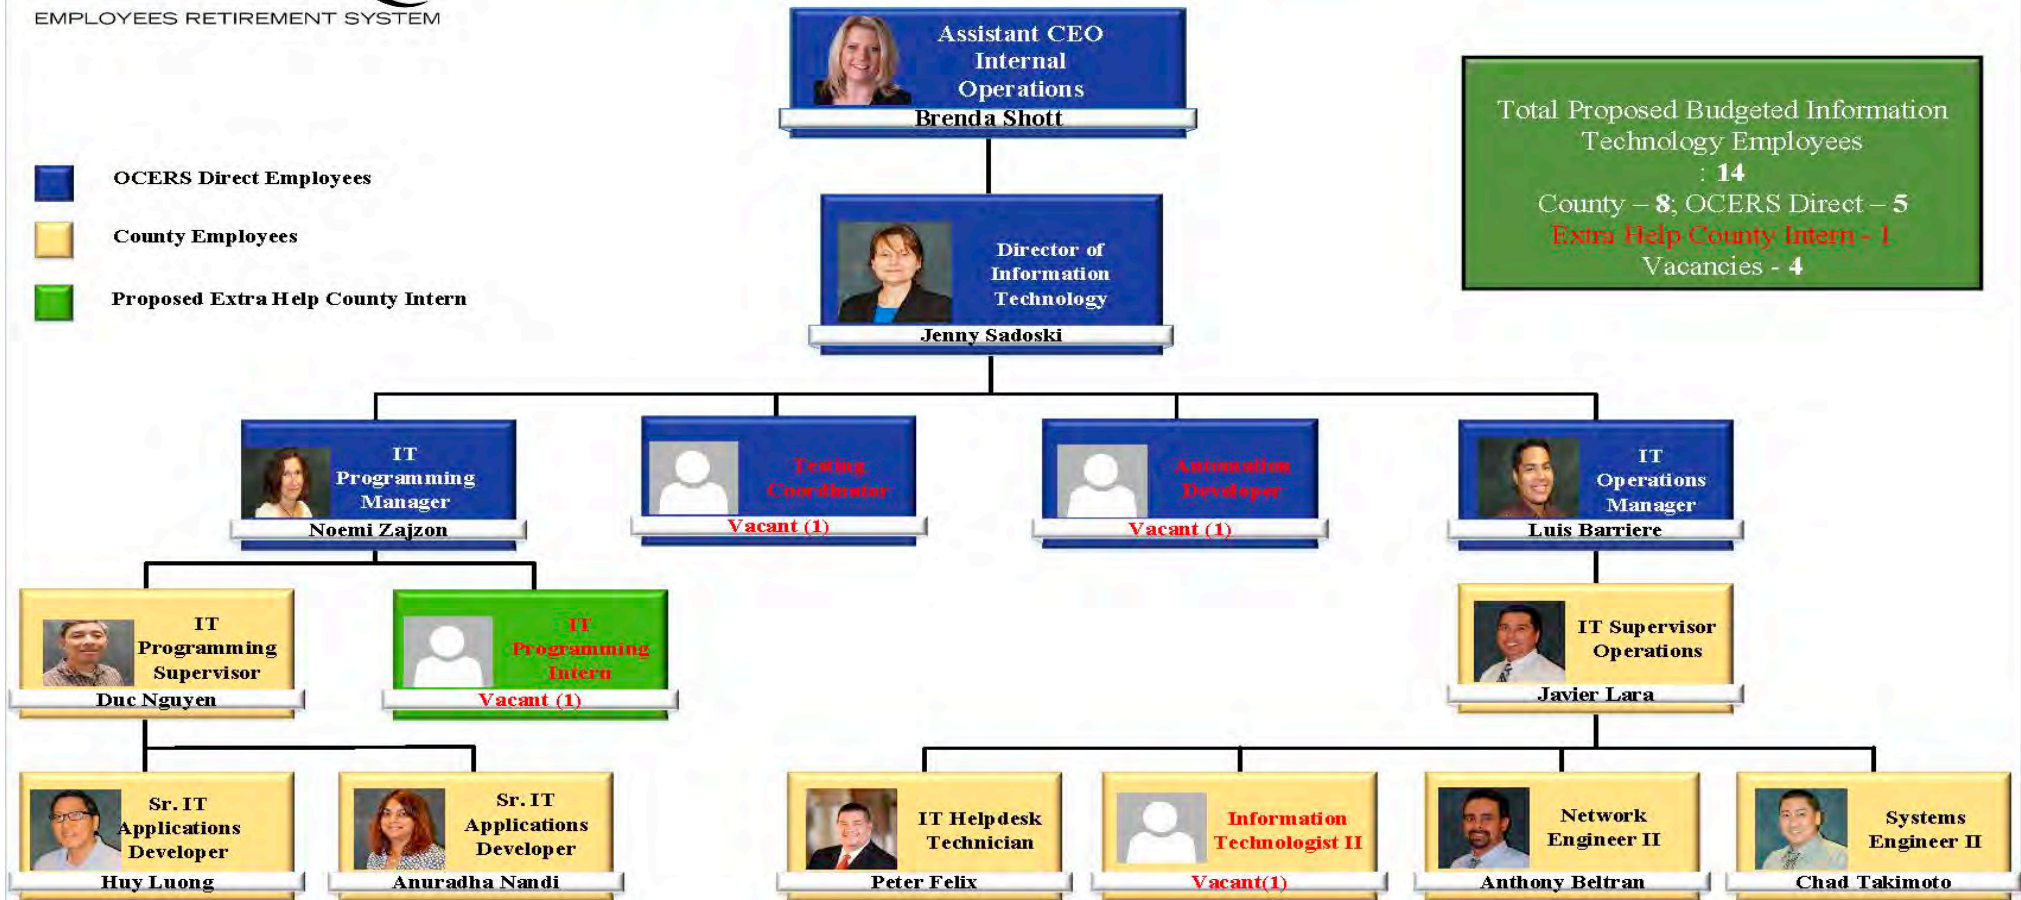 EMPLOYEES RETIREMENT SYSTEM
Assistant CEO
Internal
Operations
Brenda Shott
Total Proposed Budgeted Information
Technology Employees
: 14
County – 8; OCERS Direct – 5
Extra Help County Intern - 1
Vacancies - 4
OCERS Direct Employees
County Employees
Proposed Extra Help County Intern
Director of
Information
Technology
Jenny Sadoski
IT
Programming
Manager
Noemi Zajzon
Testing
Coordinator
Vacant (1)
Automation
Developer
Vacant (1)
IT
Operations
Manager
Luis Barriere
IT
Programming
Supervisor
Duc Nguyen
IT
Programming
Intern
Vacant (1)
IT Supervisor
Operations
Javier Lara
Sr. IT
Applications
Developer
Huy Luong
Sr. IT
Applications
Developer
Anuradha Nandi
IT Helpdesk
Technician
Peter Felix
Information
Technologist II
Vacant(1)
Network
Engineer II
Anthony Beltran
Systems
Engineer II
Chad Takimoto